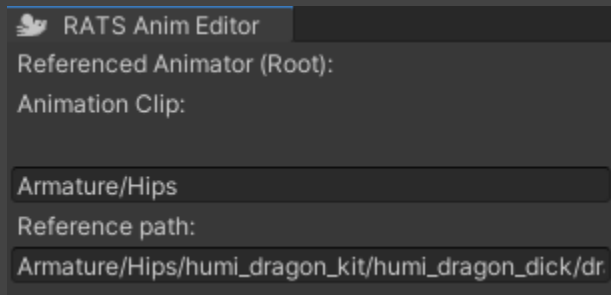 RATS Anim Editor
Referenced Animator (Root):
Animation Clip:
Armature/Hips
Reference path:
Armature/Hips/humi_dragon_kit/humi_dragon_dick/dr